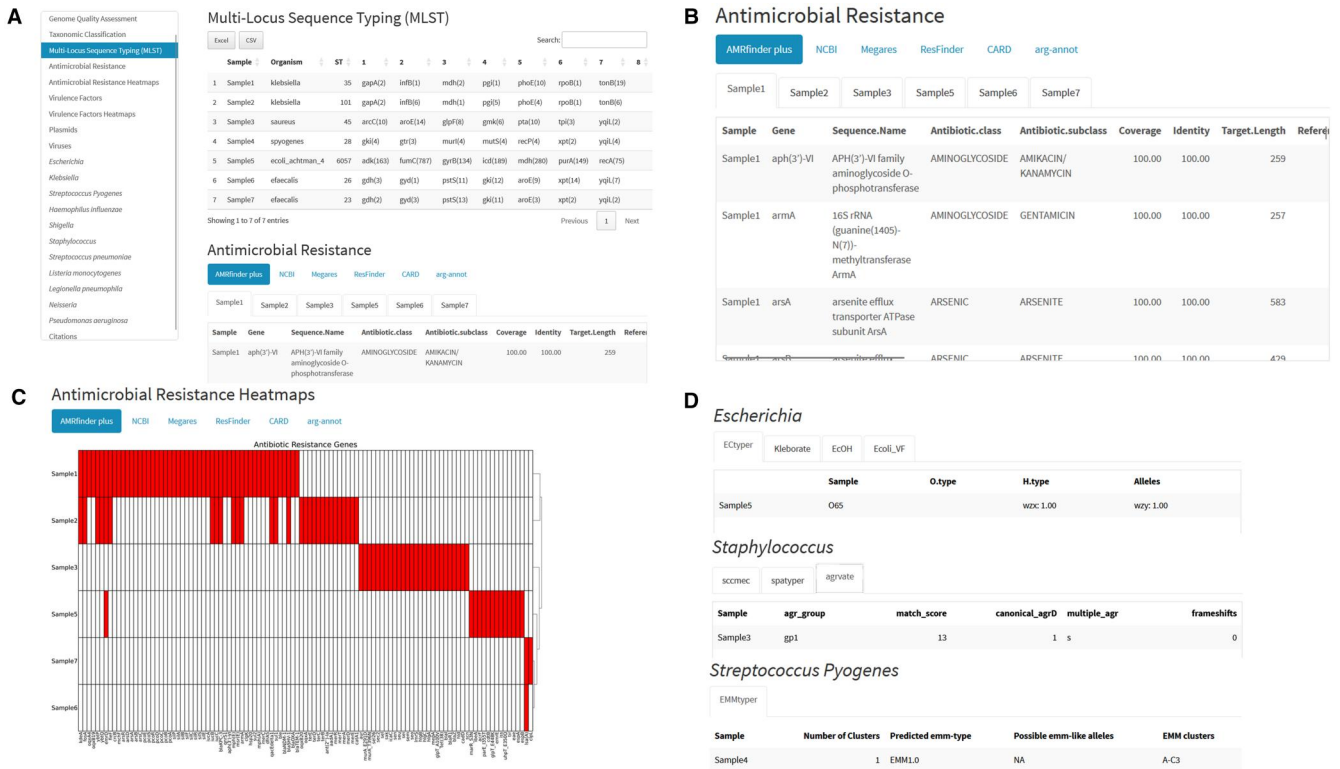 A
Genome Quality Assessment
Taxonomic Classification
Multi-Locus Sequence Typing (MLST)
Antimicrobial Resistance
Antimicrobial Resistance Heatmaps
Virulence Factors
Virulence Factors Heatmaps
Plasmids
Viruses
Escherichia
Klebsiella
Streptococcus Pyogenes
Haemophilus influenzae
Shigella
Staphylococcus
Streptococcus pneumoniae
Listeria monocytogenes
Legionella pneumophila
Neisseria
Pseudomonas aeruginosa
Citations
Multi-Locus Sequence Typing (MLST)
Excel CSV Search:
Sample Organism ST 1 2 3 4 5 6 7 8
1 Sample1 klebsiella 35 gapA(2) infB(1) mdh(2) pgi(1) phoE(10) rpoB(1) tonB(19)
2 Sample2 klebsiella 101 gapA(2) infB(6) mdh(1) pgi(5) phoE(4) rpoB(1) tonB(6)
3 Sample3 saureus 45 arcC(10) aroE(14) glpF(8) gmk(6) pta(10) tpi(3) yqiL(2)
4 Sample4 spyogenes 28 gki(4) gtr(3) murI(4) mutS(4) recP(4) xpt(2) yqiL(4)
5 Sample5 ecoli_achtman_4 6057 adk(163) fumC(787) gyrB(134) icd(189) mdh(280) purA(149) recA(75)
6 Sample6 efaecalis 26 gdh(3) gyd(1) pstS(11) gki(12) aroE(9) xpt(14) yqiL(7)
7 Sample7 efaecalis 23 gdh(2) gyd(3) pstS(13) gki(11) aroE(3) xpt(2) yqiL(2)
Showing 1 to 7 of 7 entries Previous 1 Next
Antimicrobial Resistance
AMRfinder plus NCBI Megares ResFinder CARD arg-annot
Sample1 Sample2 Sample3 Sample5 Sample6 Sample7
Sample Gene Sequence.Name Antibiotic.class Antibiotic.subclass Coverage Identity Target.Length Referen
Sample1 aph(3')-VI APH(3')-VI family AMINOGLYCOSIDE AMIKACIN/ 100.00 100.00 259
aminoglycoside O- KANAMYCIN
phosphotransferase
B
Antimicrobial Resistance
AMRfinder plus NCBI Megares ResFinder CARD arg-annot
Sample1 Sample2 Sample3 Sample5 Sample6 Sample7
Sample Gene Sequence.Name Antibiotic.class Antibiotic.subclass Coverage Identity Target.Length Referen
Sample1 aph(3')-VI APH(3')-VI family AMINOGLYCOSIDE AMIKACIN/ 100.00 100.00 259
aminoglycoside O- KANAMYCIN
phosphotransferase
Sample1 armA 16S rRNA AMINOGLYCOSIDE GENTAMICIN 100.00 100.00 257
(guanine(1405)-
N(7))-
methyltransferase
ArmA
Sample1 arsA arsenite efflux ARSENIC ARSENITE 100.00 100.00 583
transporter ATPase
subunit ArsA
Sample1 arsB arsenite efflux ARSENIC ARSENITE 100.00 100.00 429
C
Antimicrobial Resistance Heatmaps
AMRfinder plus NCBI Megares ResFinder CARD arg-annot
Antibiotic Resistance Genes
Sample1
Sample2
Sample3
Sample5
Sample7
Sample6
D
Escherichia
ECtyper Kleborate EcOH Ecoli_VF
Sample O.type H.type Alleles
Sample5 O65 wzx: 1.00 wzy: 1.00
Staphylococcus
sccmec spatyper agrvate
Sample agr_group match_score canonical_agrD multiple_agr frameshifts
Sample3 gp1 13 1 s 0
Streptococcus Pyogenes
EMMtyper
Sample Number of Clusters Predicted emm-type Possible emm-like alleles EMM clusters
Sample4 1 EMM1.0 NA A-C3